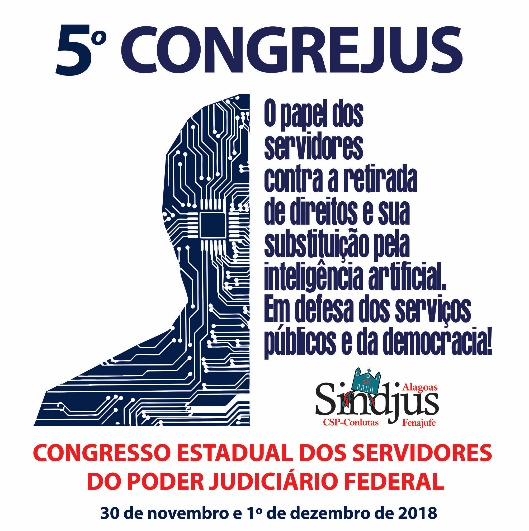 5º CONGREJUS
O papel dos
servidores
contra a retirada
de direitos e sua
substituição pela
inteligência artificial.
Em defesa dos serviços
públicos e da democracia!
Alagoas
Sindjus
CSP-Conlutas Fenajufe
CONGRESSO ESTADUAL DOS SERVIDORES
DO PODER JUDICIÁRIO FEDERAL
30 de novembro e 1º de dezembro de 2018